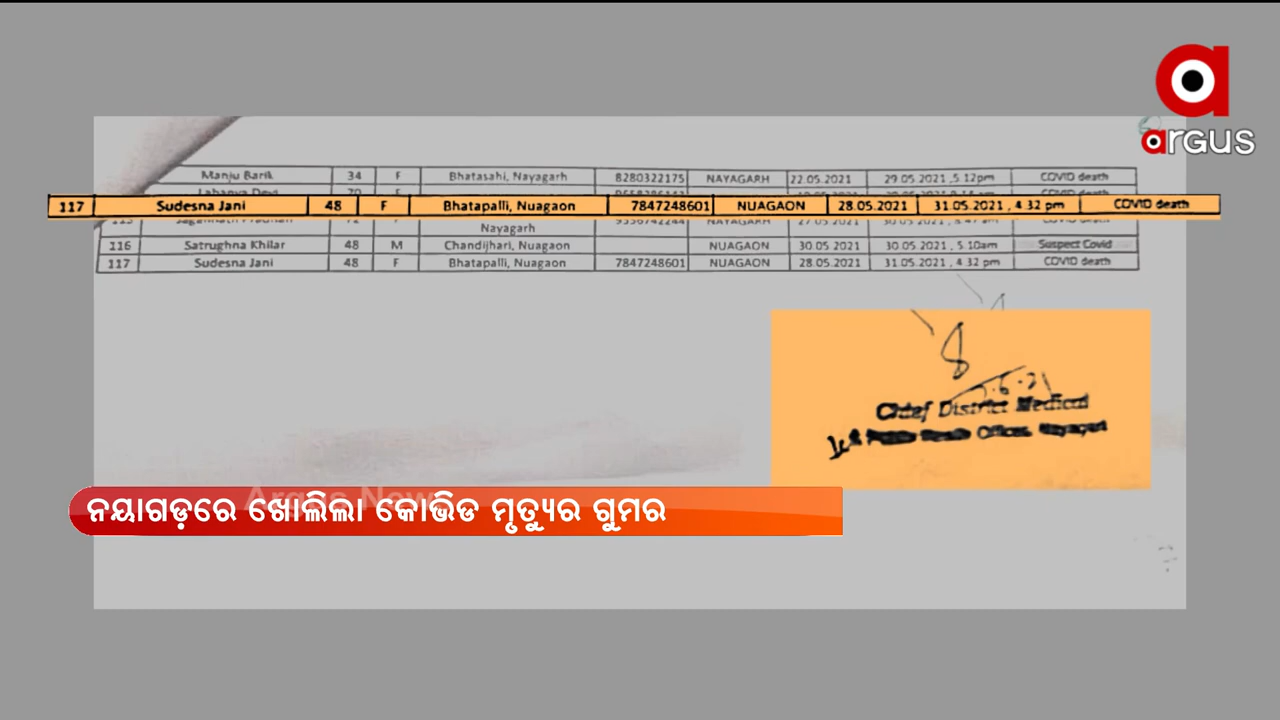 argus
Manju Barik 34 F Bhatasahi, Nayagarh 8280322175 NAYAGARH 22.05.2021 29.05.2021 ,5.12pm COVID death
117 Sudesna Jani 48 F Bhatapalli, Nuagaon 7847248601 NUAGAON 28.05.2021 31.05.2021 , 4.32 pm COVID death
Nayagarh
116 Satrughna Khilar 48 M Chandijhari, Nuagaon NUAGAON 30.05.2021 30.05.2021 , 5.10am Suspect Covid
117 Sudesna Jani 48 F Bhatapalli, Nuagaon 7847248601 NUAGAON 28.05.2021 31.05.2021 , 4.32 pm COVID death
Chief District Medical
Argus News
ନୟାଗଡ଼ରେ ଖୋଲିଲା କୋଭିଡ ମୃତ୍ୟୁର ଗୁମର